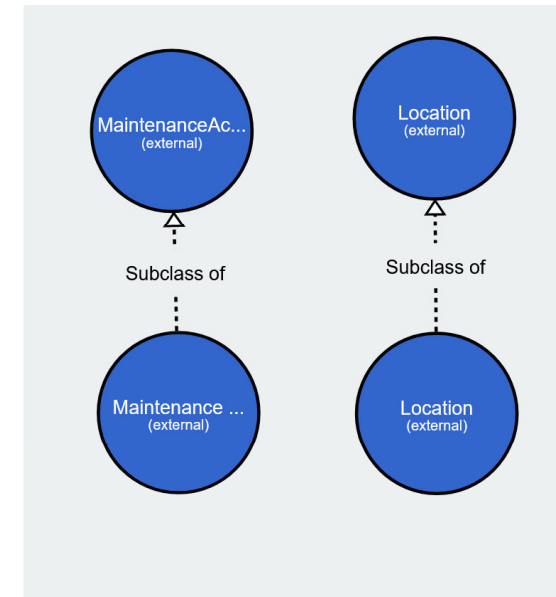 MaintenanceAc...
(external)
Location
(external)
Subclass of
Subclass of
Maintenance ...
(external)
Location
(external)